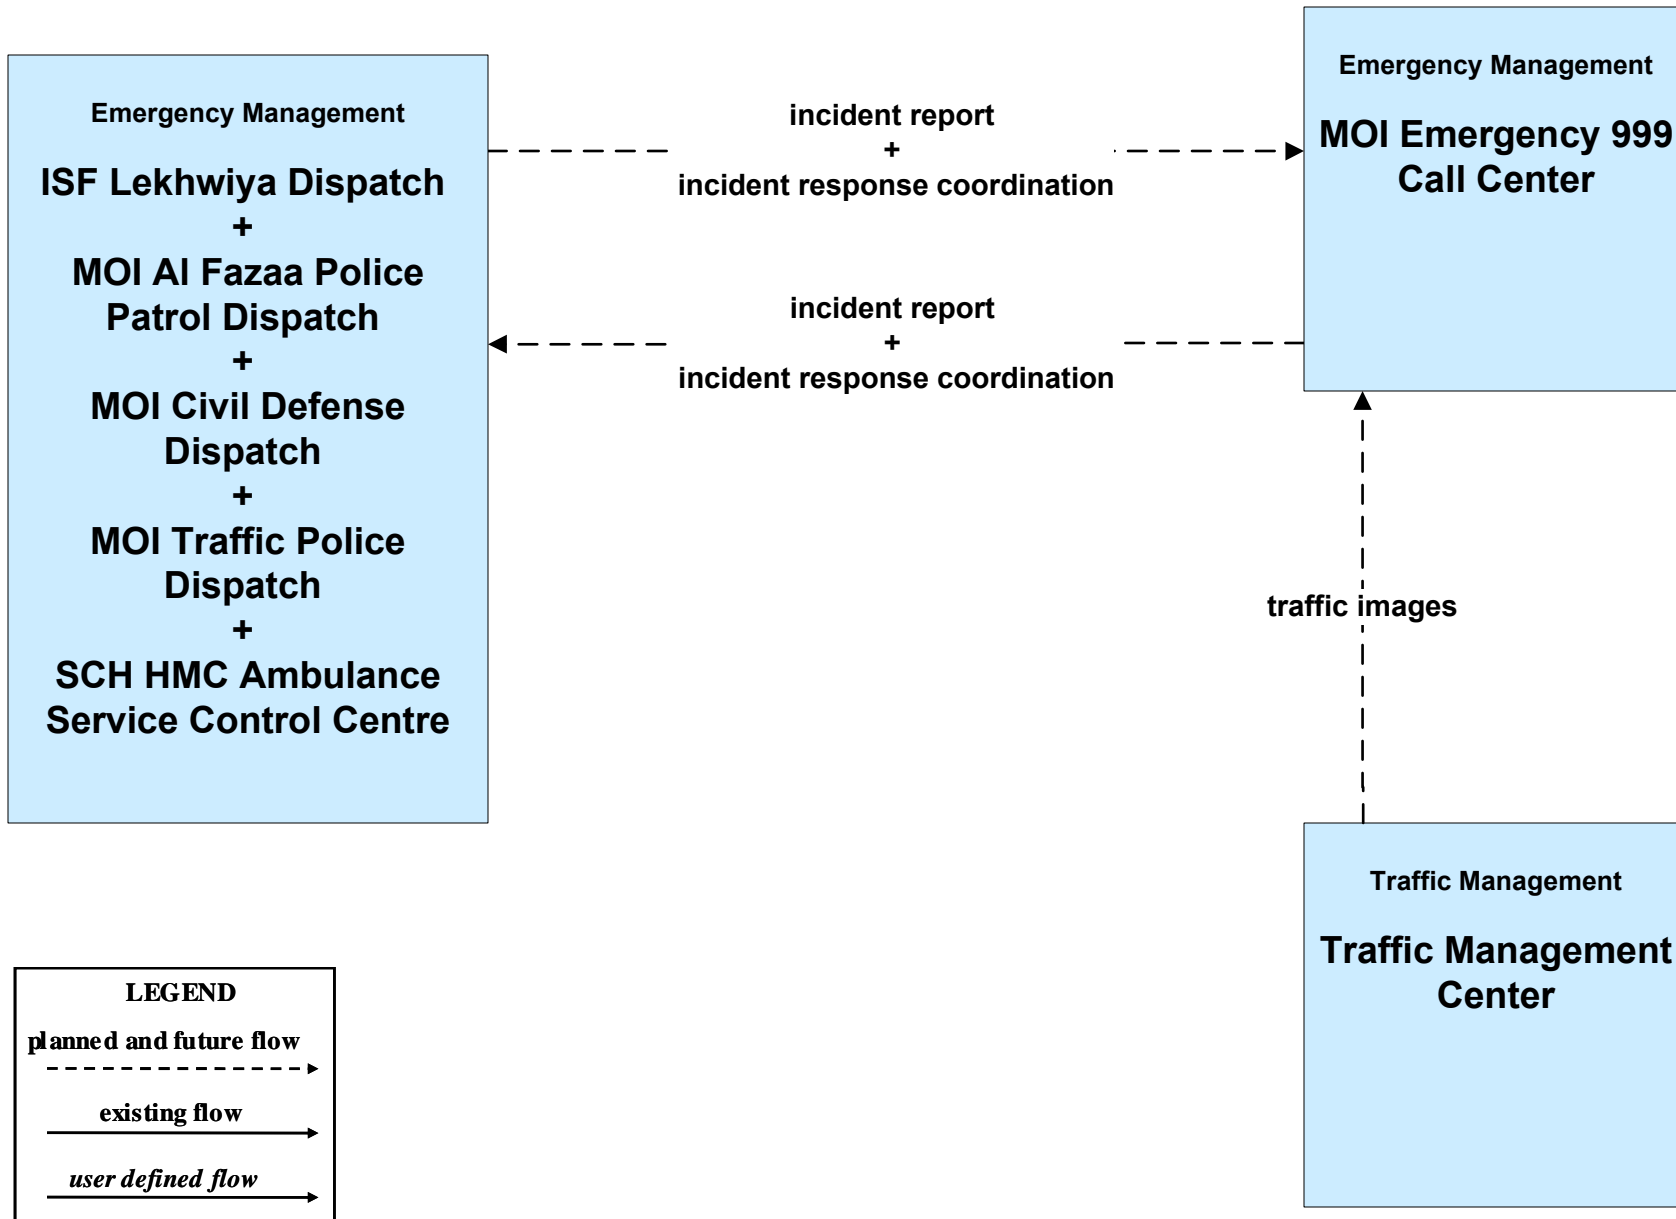 Emergency Management
ISF Lekhwiya Dispatch
+
MOI Al Fazaa Police
Patrol Dispatch
+
MOI Civil Defense
Dispatch
+
MOI Traffic Police
Dispatch
+
SCH HMC Ambulance
Service Control Centre
incident report
+
incident response coordination
incident report
+
incident response coordination
Emergency Management
MOI Emergency 999
Call Center
traffic images
Traffic Management
Traffic Management
Center
LEGEND
planned and future flow
existing flow
user defined flow